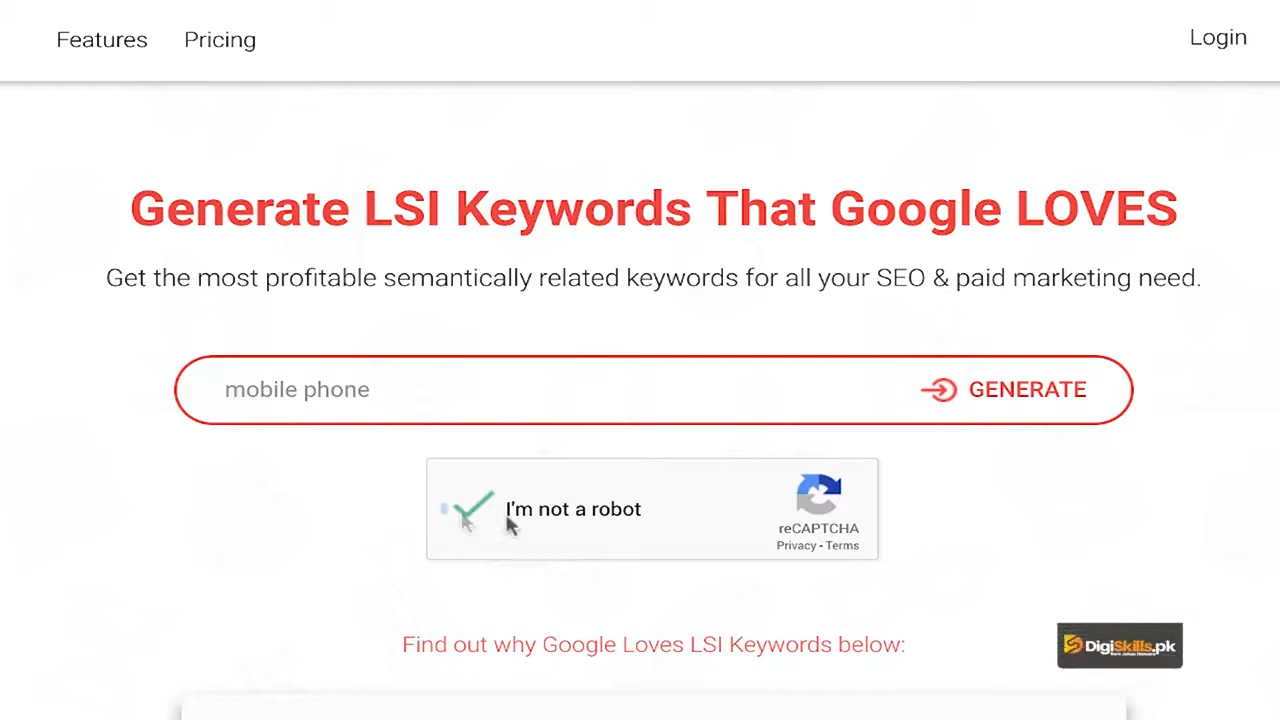 Features
Pricing
Login
Generate LSI Keywords That Google LOVES
Get the most profitable semantically related keywords for all your SEO & paid marketing need.
mobile phone
GENERATE
I'm not a robot
reCAPTCHA
Privacy - Terms
Find out why Google Loves LSI Keywords below:
DigiSkills.pk